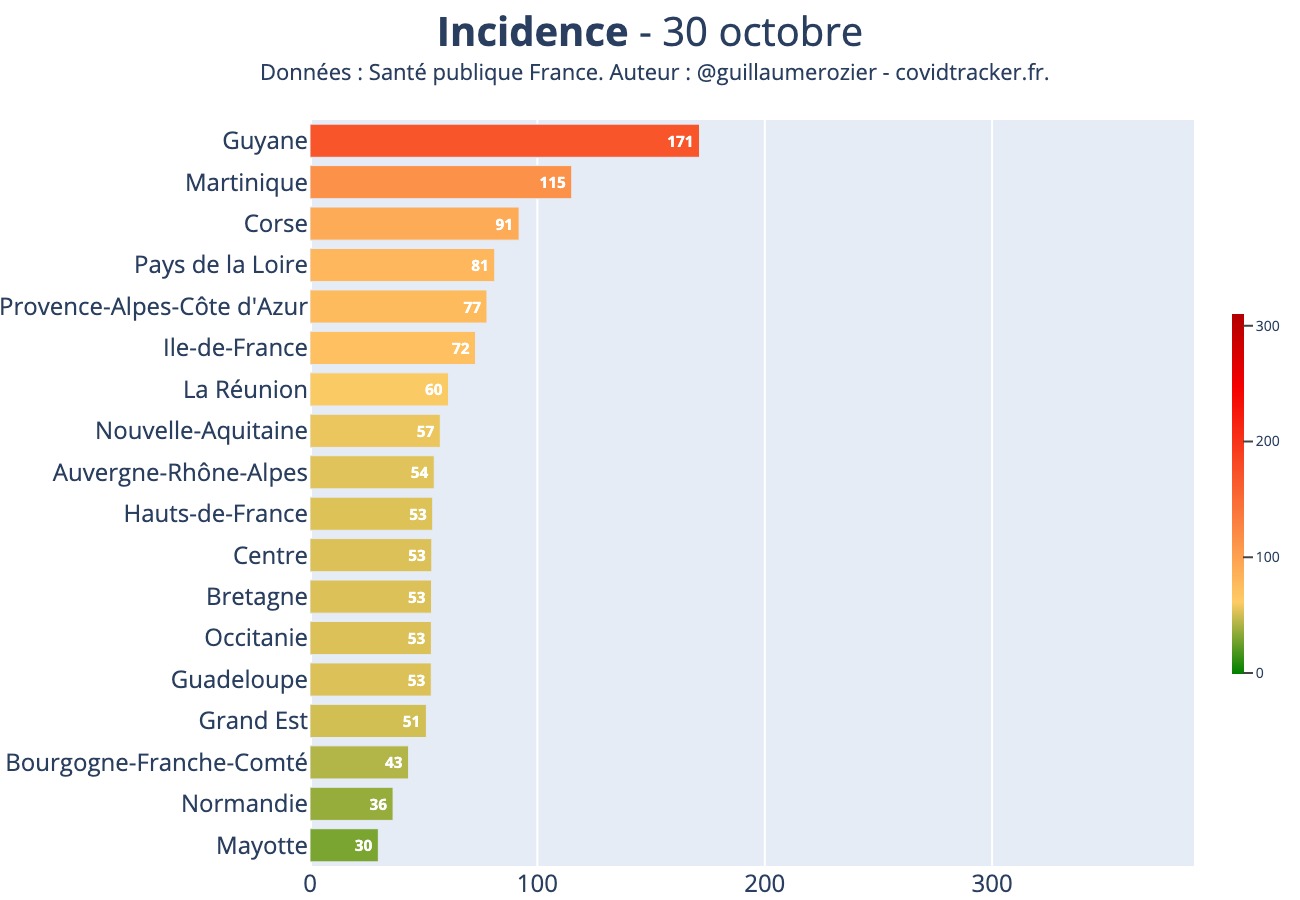 Incidence - 30 octobre
Données : Santé publique France. Auteur : @guillaumerozier - covidtracker.fr.
Guyane 171
Martinique 115
Corse 91
Pays de la Loire 81
Provence-Alpes-Côte d'Azur 77
Ile-de-France 72
La Réunion 60
Nouvelle-Aquitaine 57
Auvergne-Rhône-Alpes 54
Hauts-de-France 53
Centre 53
Bretagne 53
Occitanie 53
Guadeloupe 53
Grand Est 51
Bourgogne-Franche-Comté 43
Normandie 36
Mayotte 30
0 100 200 300
300
200
100
0